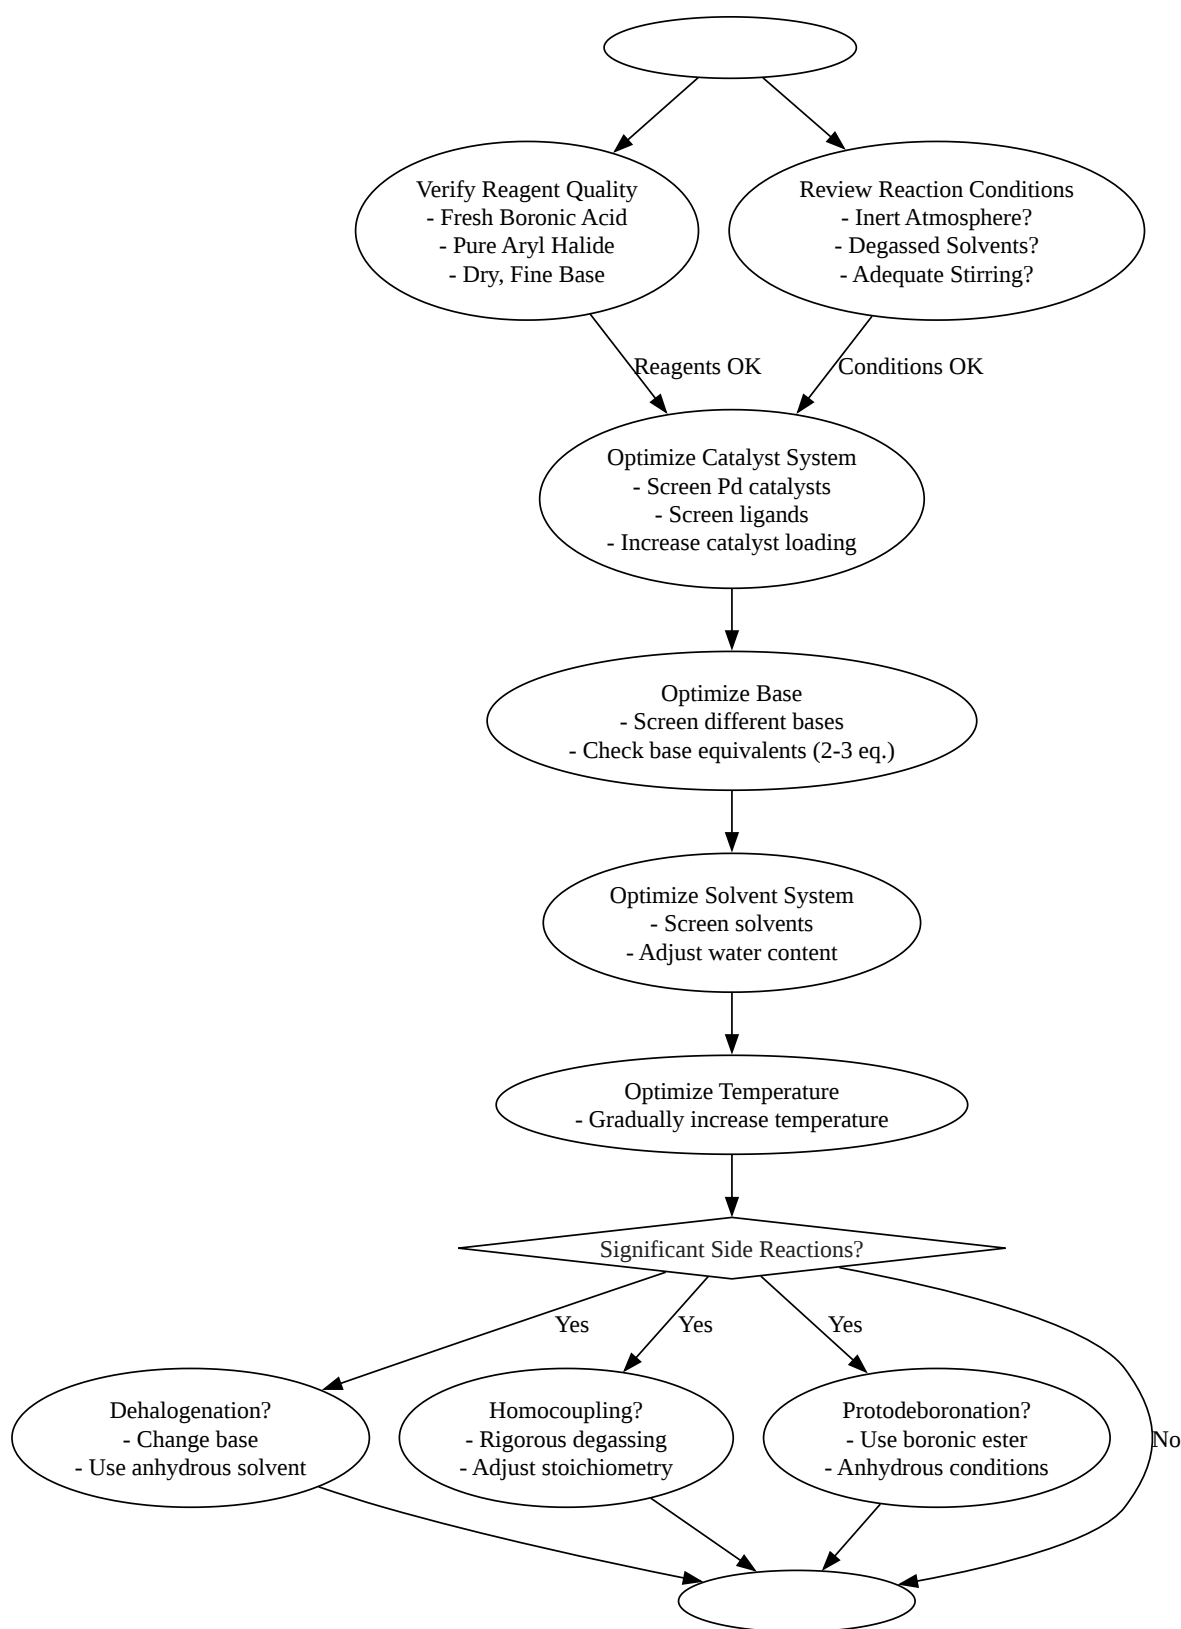 Verify Reagent Quality
- Fresh Boronic Acid
- Pure Aryl Halide
- Dry, Fine Base
Review Reaction Conditions
- Inert Atmosphere?
- Degassed Solvents?
- Adequate Stirring?
Reagents OK
Conditions OK
Optimize Catalyst System
- Screen Pd catalysts
- Screen ligands
- Increase catalyst loading
Optimize Base
- Screen different bases
- Check base equivalents (2-3 eq.)
Optimize Solvent System
- Screen solvents
- Adjust water content
Optimize Temperature
- Gradually increase temperature
Significant Side Reactions?
Yes
Yes
Yes
No
Dehalogenation?
- Change base
- Use anhydrous solvent
Homocoupling?
- Rigorous degassing
- Adjust stoichiometry
Protodeboronation?
- Use boronic ester
- Anhydrous conditions